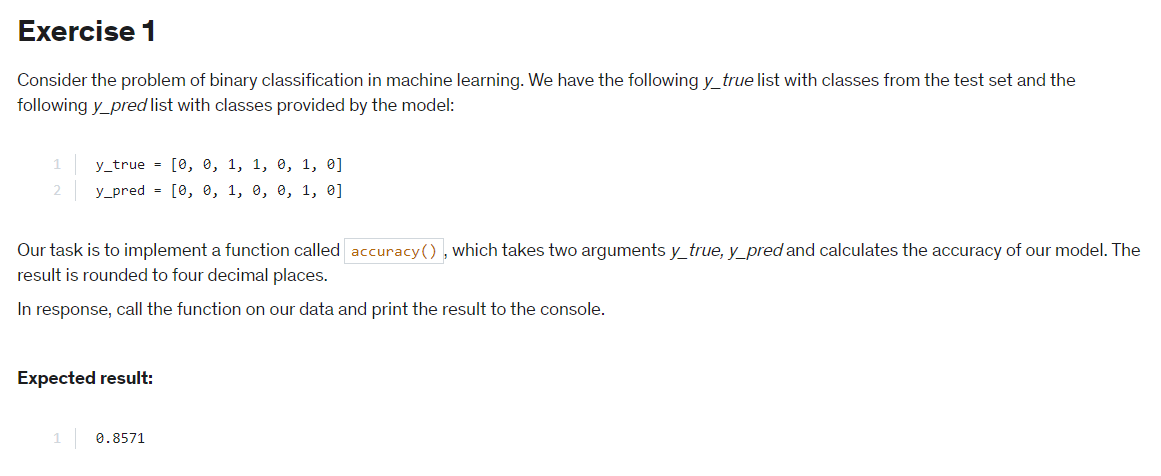 Exercise 1
Consider the problem of binary classification in machine learning. We have the following y_true list with classes from the test set and the
following y_pred list with classes provided by the model:
1 y_true = [0, 0, 1, 1, 0, 1, 0]
2 y_pred = [0, 0, 1, 0, 0, 1, 0]
Our task is to implement a function called accuracy() , which takes two arguments y_true, y_pred and calculates the accuracy of our model. The
result is rounded to four decimal places.
In response, call the function on our data and print the result to the console.
Expected result:
1 0.8571